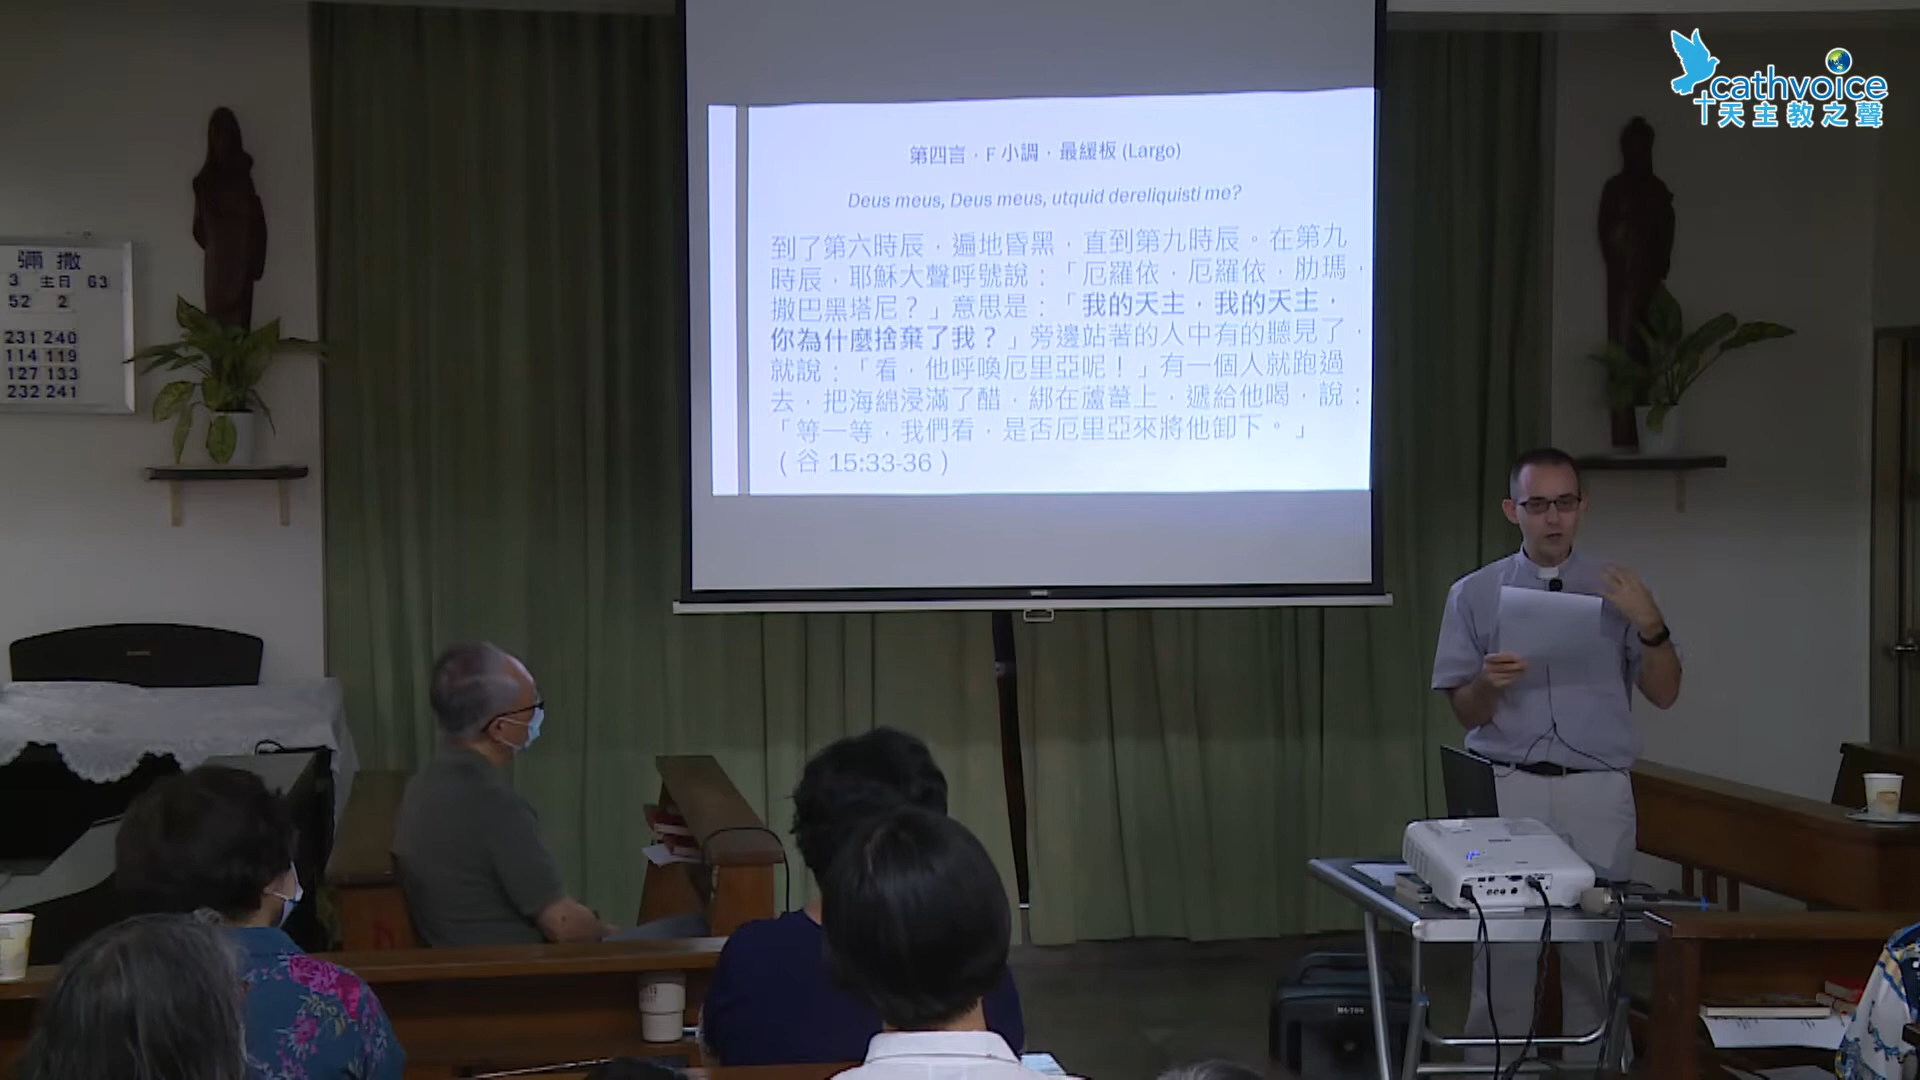 cathvoice
天主教之聲
第四言，F 小調，最緩板 (Largo)
Deus meus, Deus meus, utquid dereliquisti me?
到了第六時辰，遍地昏黑，直到第九時辰。在第九
時辰，耶穌大聲呼號說：「厄羅依，厄羅依，肋瑪，
撒巴黑塔尼？」意思是：「我的天主，我的天主，
你為什麼捨棄了我？」旁邊站著的人中有的聽見了，
就說：「看，他呼喚厄里亞呢！」有一個人就跑過
去，把海綿浸滿了醋，綁在蘆葦上，遞給他喝，說：
「等一等，我們看，是否厄里亞來將他卸下。」
（谷 15:33-36）
彌撒
3 主日 63
52 2
231 240
114 119
127 133
232 241